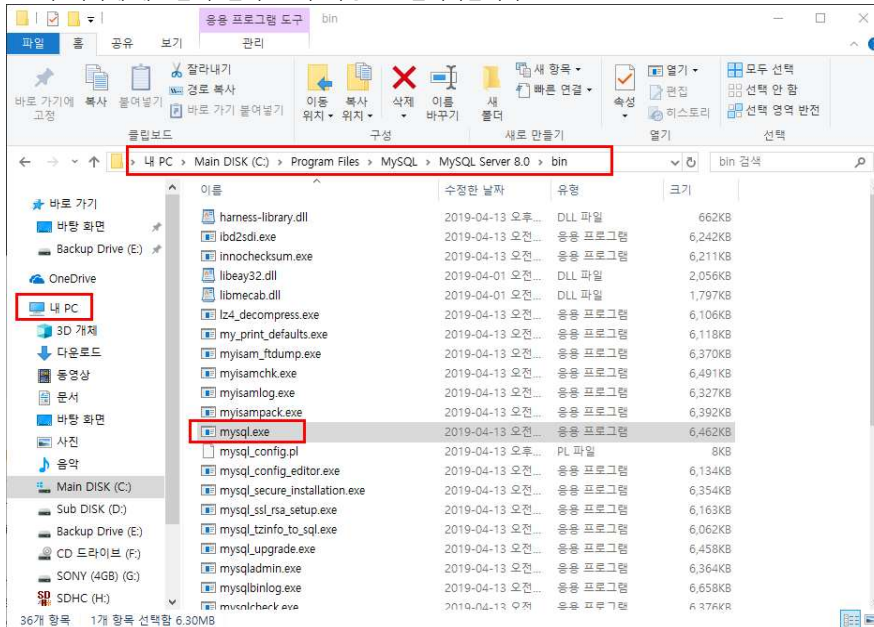 응용 프로그램 도구 bin
파일 홈 공유 보기 관리
바로 가기에 고정
복사
붙여넣기
잘라내기
경로 복사
바로 가기 붙여넣기
클립보드
이동 위치
복사 위치
삭제
이름 바꾸기
구성
새 폴더
새 항목
빠른 연결
새로 만들기
속성
열기
편집
히스토리
열기
모두 선택
선택 안 함
선택 영역 반전
선택
내 PC > Main DISK (C:) > Program Files > MySQL > MySQL Server 8.0 > bin
bin 검색
바로 가기
바탕 화면
Backup Drive (E:)
OneDrive
내 PC
3D 개체
다운로드
동영상
문서
바탕 화면
사진
음악
Main DISK (C:)
Sub DISK (D:)
Backup Drive (E:)
CD 드라이브 (F:)
SONY (4GB) (G:)
SDHC (H:)
이름 수정한 날짜 유형 크기
harness-library.dll 2019-04-13 오후... DLL 파일 662KB
ibd2sdi.exe 2019-04-13 오전... 응용 프로그램 6,242KB
innochecksum.exe 2019-04-13 오전... 응용 프로그램 6,211KB
libeay32.dll 2019-04-01 오전... DLL 파일 2,056KB
libmecab.dll 2019-04-01 오전... DLL 파일 1,797KB
lz4_decompress.exe 2019-04-13 오전... 응용 프로그램 6,106KB
my_print_defaults.exe 2019-04-13 오전... 응용 프로그램 6,118KB
myisam_ftdump.exe 2019-04-13 오전... 응용 프로그램 6,370KB
myisamchk.exe 2019-04-13 오전... 응용 프로그램 6,491KB
myisamlog.exe 2019-04-13 오전... 응용 프로그램 6,327KB
myisampack.exe 2019-04-13 오전... 응용 프로그램 6,392KB
mysql.exe 2019-04-13 오전... 응용 프로그램 6,462KB
mysql_config.pl 2019-04-13 오후... PL 파일 8KB
mysql_config_editor.exe 2019-04-13 오전... 응용 프로그램 6,134KB
mysql_secure_installation.exe 2019-04-13 오전... 응용 프로그램 6,354KB
mysql_ssl_rsa_setup.exe 2019-04-13 오전... 응용 프로그램 6,163KB
mysql_tzinfo_to_sql.exe 2019-04-13 오전... 응용 프로그램 6,062KB
mysql_upgrade.exe 2019-04-13 오전... 응용 프로그램 6,458KB
mysqladmin.exe 2019-04-13 오전... 응용 프로그램 6,364KB
mysqlbinlog.exe 2019-04-13 오전... 응용 프로그램 6,658KB
mysqlcheck.exe 2019-04-13 오전 응용 프로그램 6,376KB
36개 항목 1개 항목 선택함 6.30MB